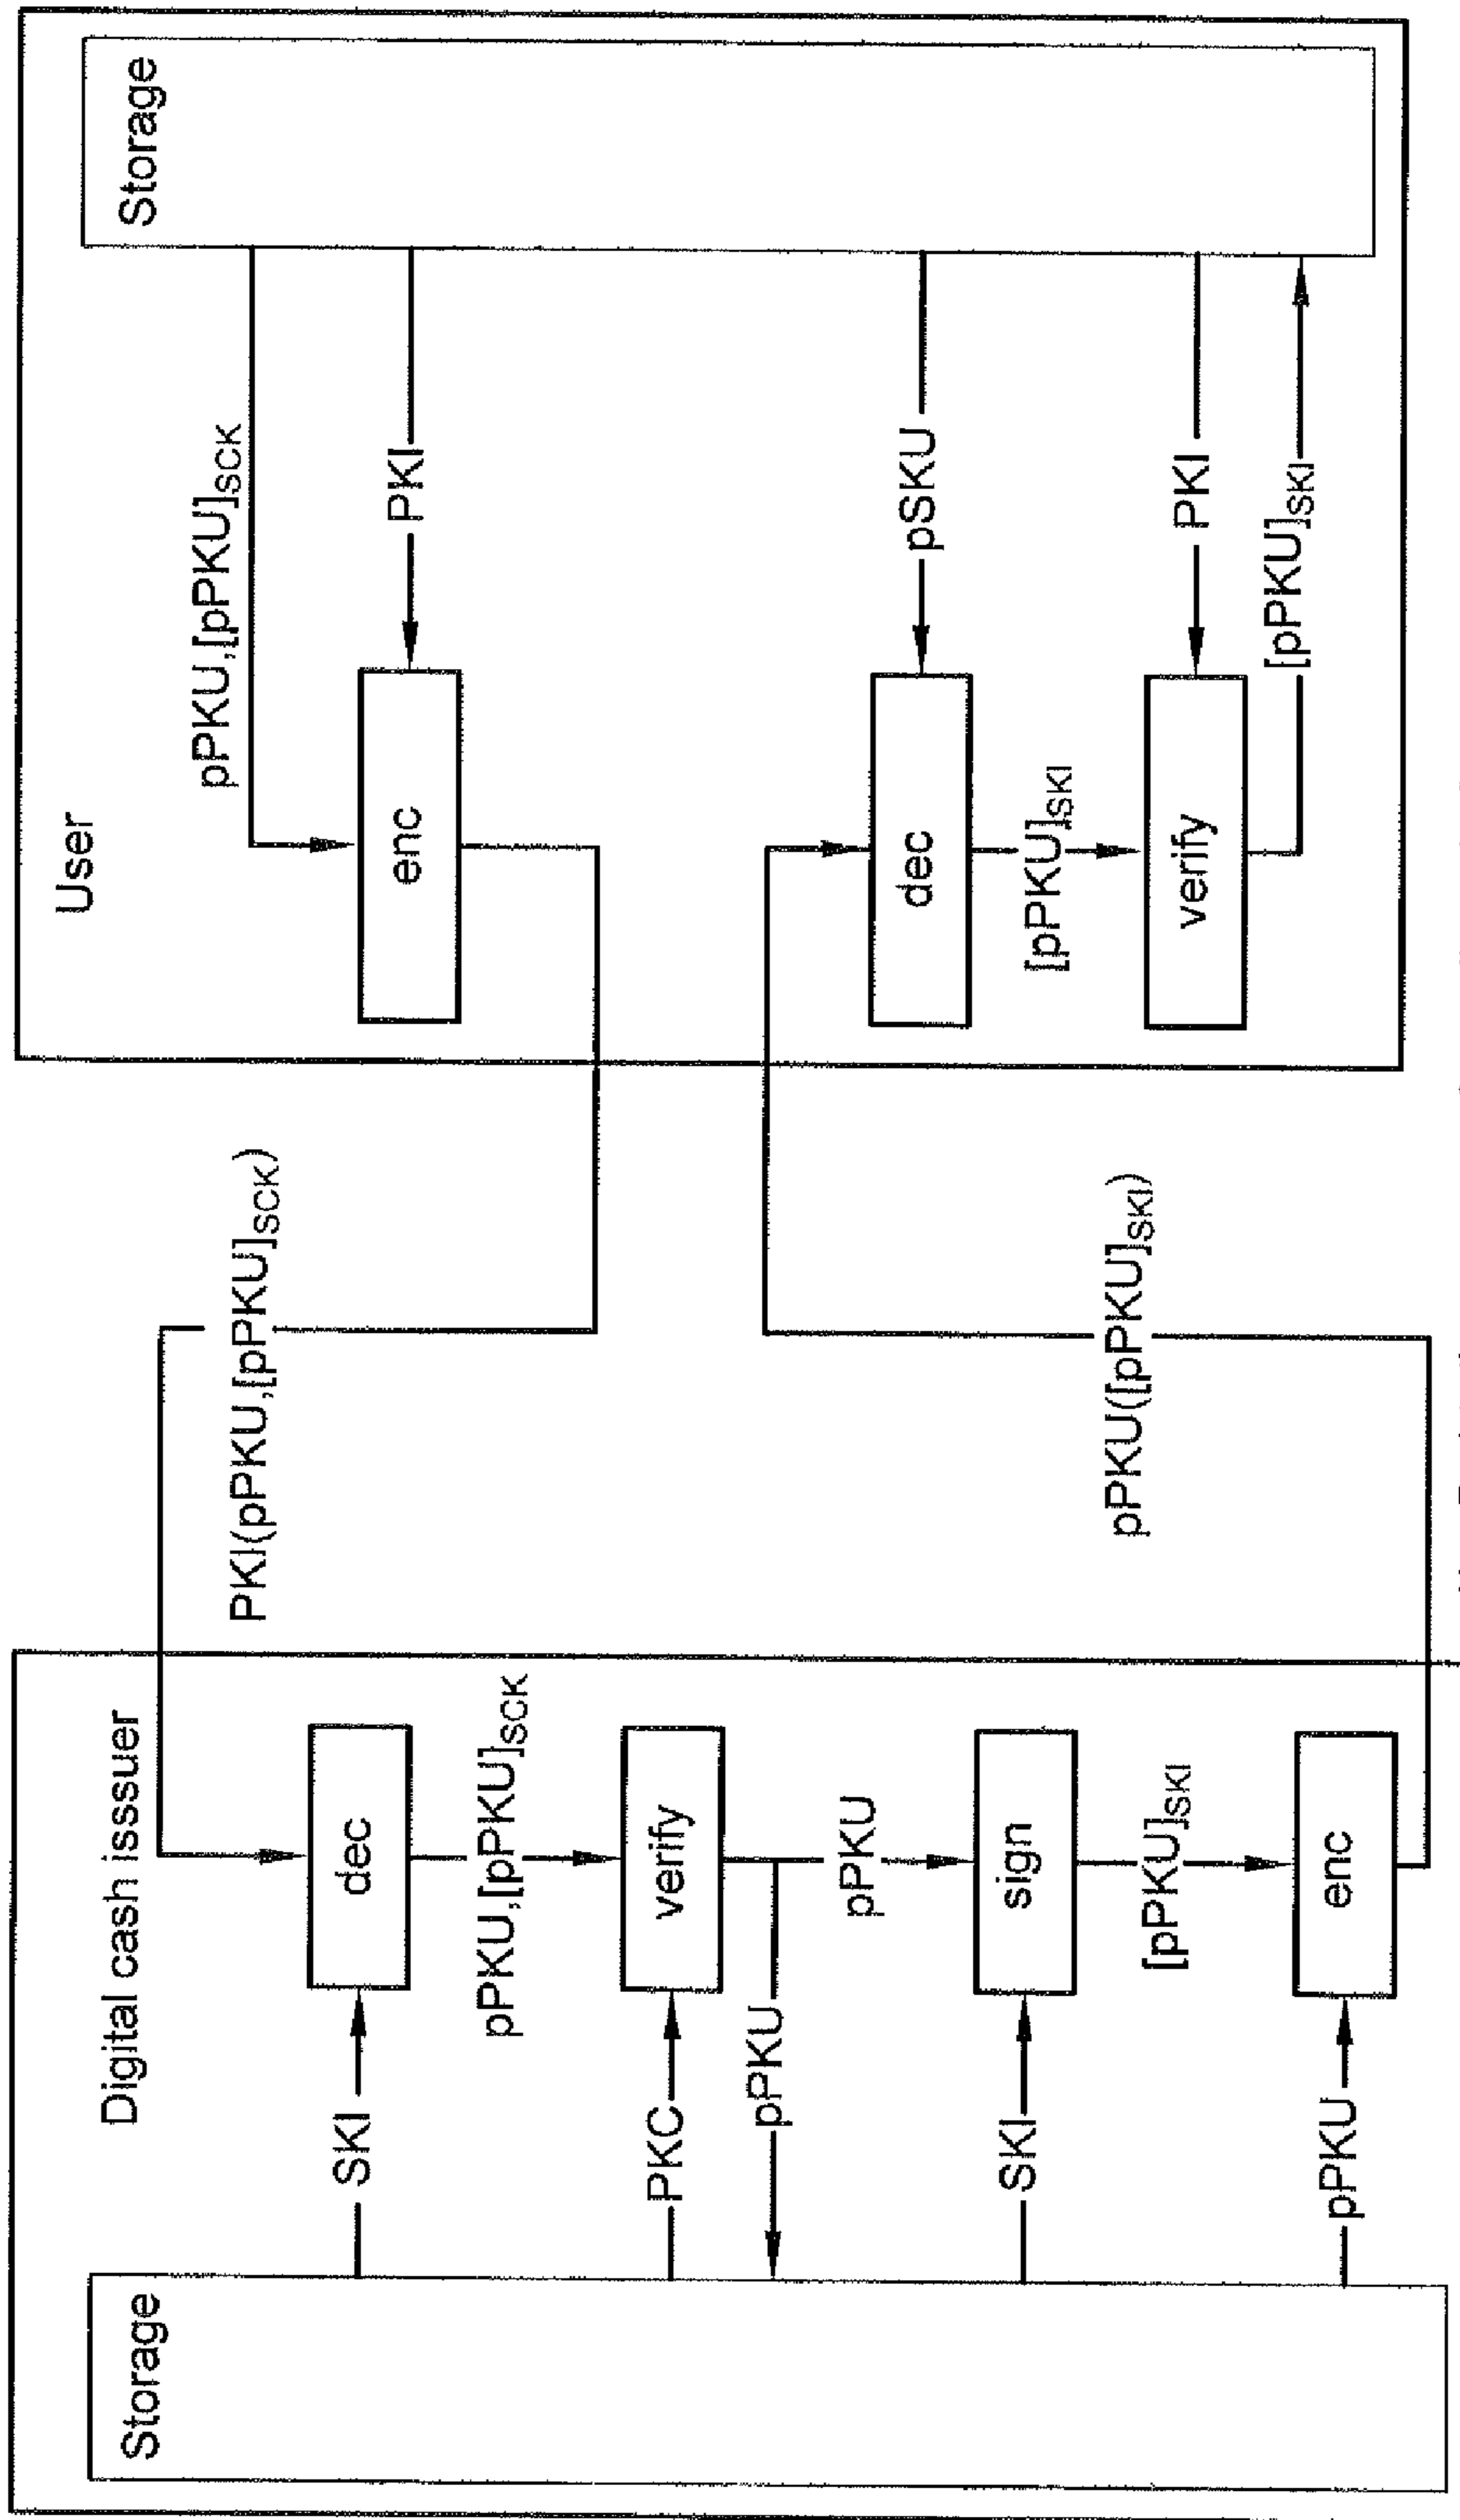 Storage
Digital cash isssuer
SKI
dec
pPKU,[pPKU]SCK
PKC
verify
pPKU
pPKU
SKI
sign
[pPKU]SKI
pPKU
enc
PKI(pPKU,[pPKU]SCK)
pPKU([pPKU]SKI)
User
pPKU,[pPKU]SCK
enc
PKI
dec
pSKU
[pPKU]SKI
verify
PKI
[pPKU]SKI
Storage